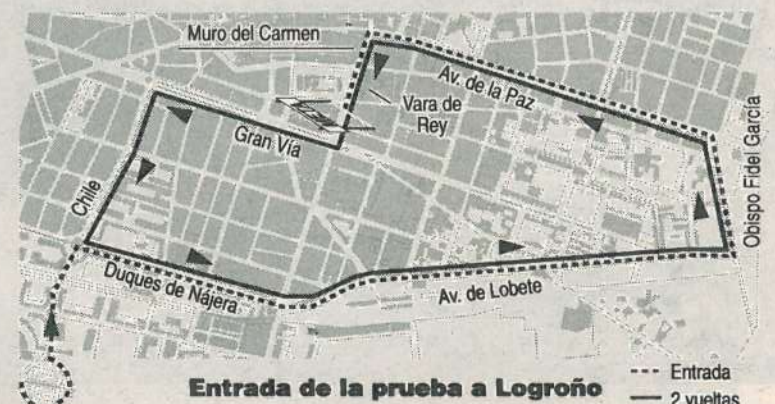 Muro del Carmen
Av. de la Paz
Vara de
Rey
Gran Vía
Obispo Fidel García
Chile
Duques de Nájera
Av. de Lobete
Entrada de la prueba a Logroño
Entrada
2 vueltas